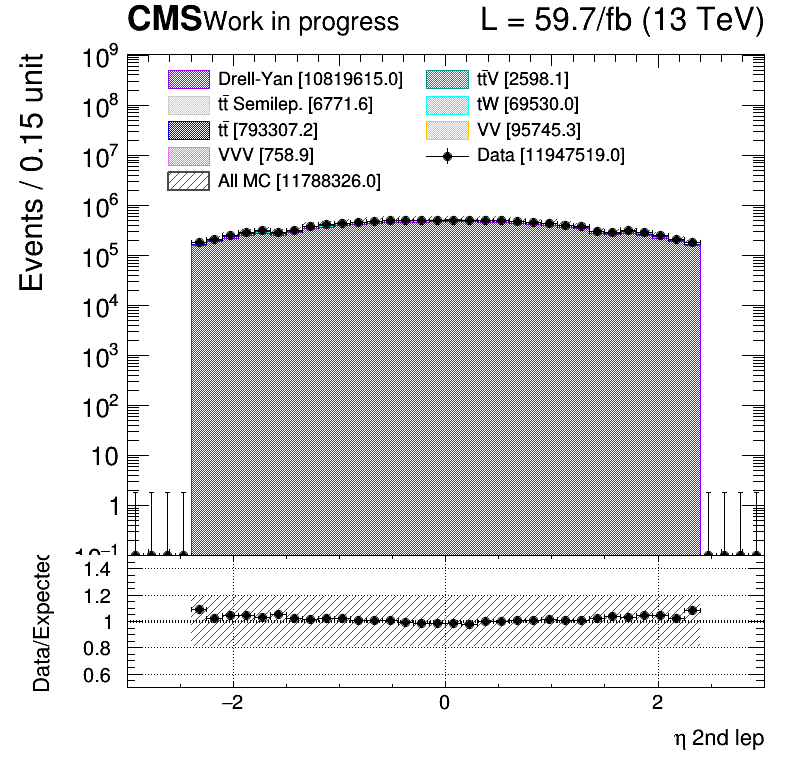 CMS Work in progress L = 59.7/fb (13 TeV)
Events / 0.15 unit
10⁹
10⁸
10⁷
10⁶
10⁵
10⁴
10³
10²
10
1
10⁻¹
Drell-Yan [10819615.0]
tt̄V [2598.1]
tt̄ Semilep. [6771.6]
tW [69530.0]
tt̄ [793307.2]
VV [95745.3]
VVV [758.9]
Data [11947519.0]
All MC [11788326.0]
Data/Expected
1.4
1.2
1
0.8
0.6
−2 0 2
η 2nd lep